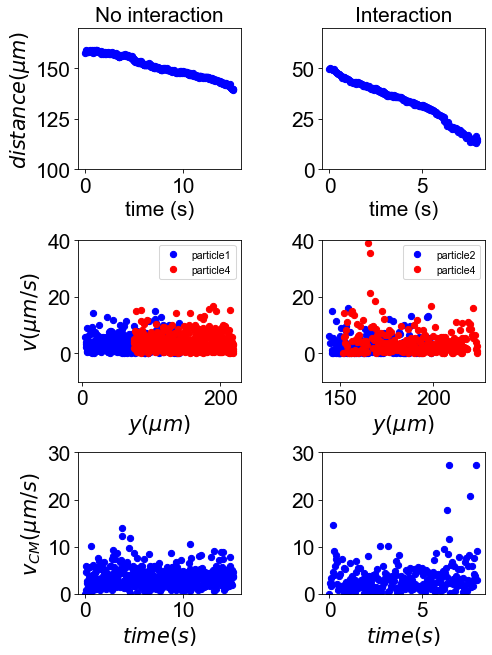 No interaction
Interaction
distance(μm)
150
125
100
0
10
time (s)
50
25
0
0
5
time (s)
v(μm/s)
40
20
0
particle1
particle4
0
200
y(μm)
40
20
0
particle2
particle4
150
200
y(μm)
v_CM(μm/s)
30
20
10
0
0
10
time(s)
30
20
10
0
0
5
time(s)